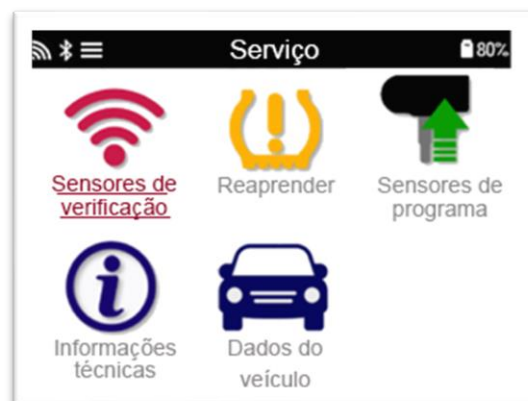 Serviço
80%
Sensores de
verificação
Reaprender
Sensores de
programa
Informações
técnicas
Dados do
veículo